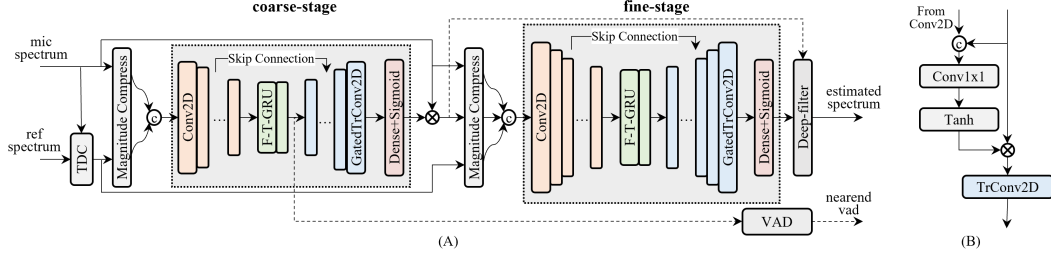 coarse-stage
fine-stage
mic
spectrum
ref
spectrum
TDC
Magnitude Compress
c
Skip Connection
Conv2D
...
F-T-GRU
...
GatedTrConv2D
Dense+Sigmoid
Magnitude Compress
c
Skip Connection
Conv2D
...
F-T-GRU
...
GatedTrConv2D
Dense+Sigmoid
Deep-filter
estimated
spectrum
VAD
nearend
vad
(A)
From
Conv2D
c
Conv1x1
Tanh
TrConv2D
(B)